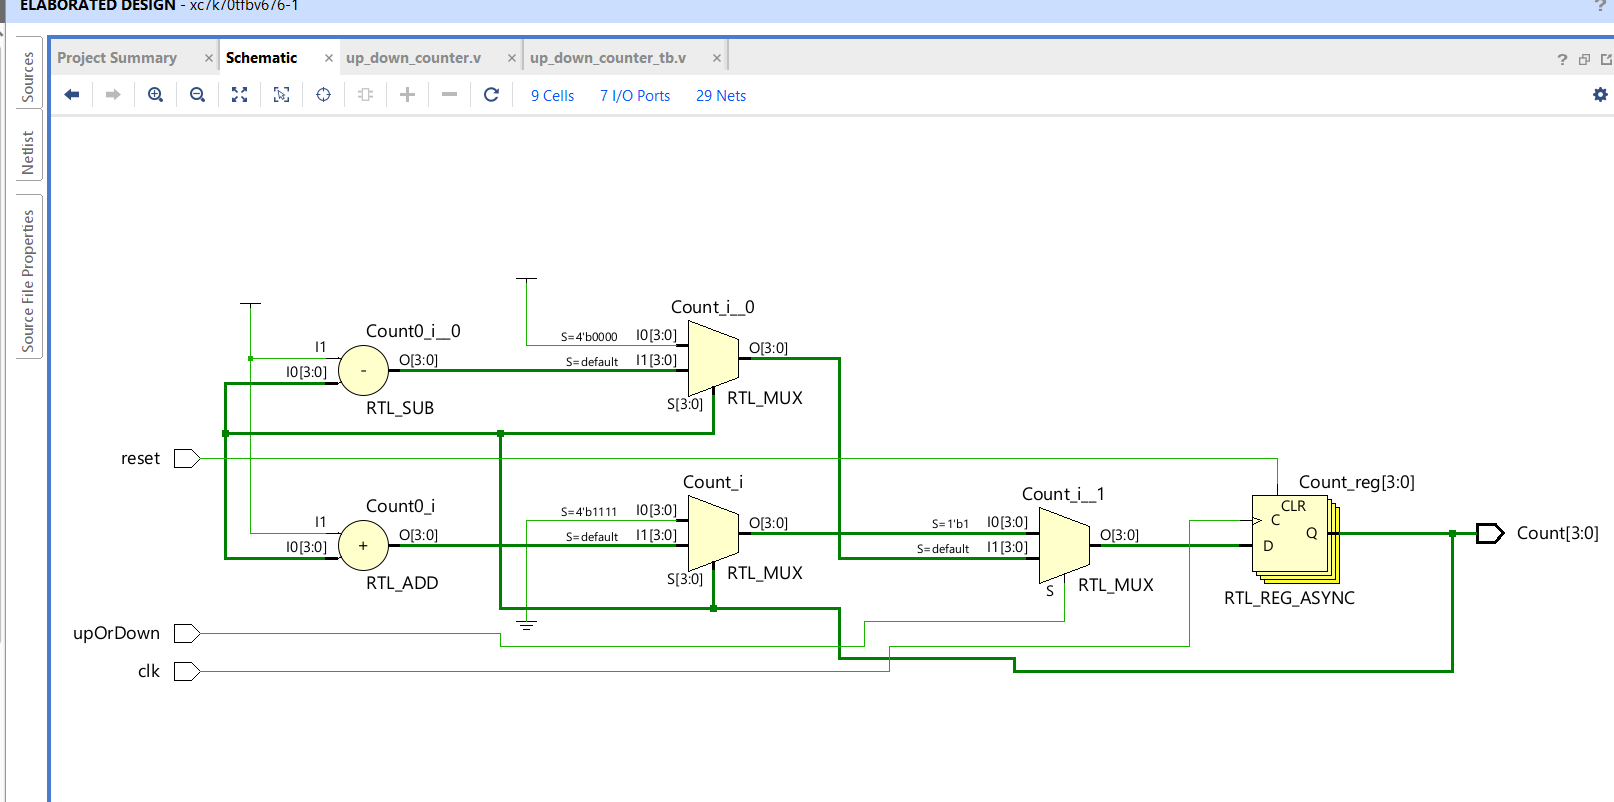 ELABORATED DESIGN - xc7k70tfbv676-1
?
Sources
Netlist
Source File Properties
Project Summary × Schematic × up_down_counter.v × up_down_counter_tb.v ×
?
9 Cells 7 I/O Ports 29 Nets
Count_i__0
Count0_i__0
S=4'b0000 I0[3:0]
I1 O[3:0]
S=default I1[3:0] O[3:0]
I0[3:0] -
RTL_SUB
S[3:0] RTL_MUX
reset
Count_i
Count_reg[3:0]
Count_i__1
Count0_i
S=4'b1111 I0[3:0]
I1 O[3:0]
S=default I1[3:0] O[3:0]
I0[3:0] +
RTL_ADD
S[3:0] RTL_MUX
S=1'b1 I0[3:0]
S=default I1[3:0] O[3:0]
S RTL_MUX
CLR
C
Q
D
RTL_REG_ASYNC
Count[3:0]
upOrDown
clk